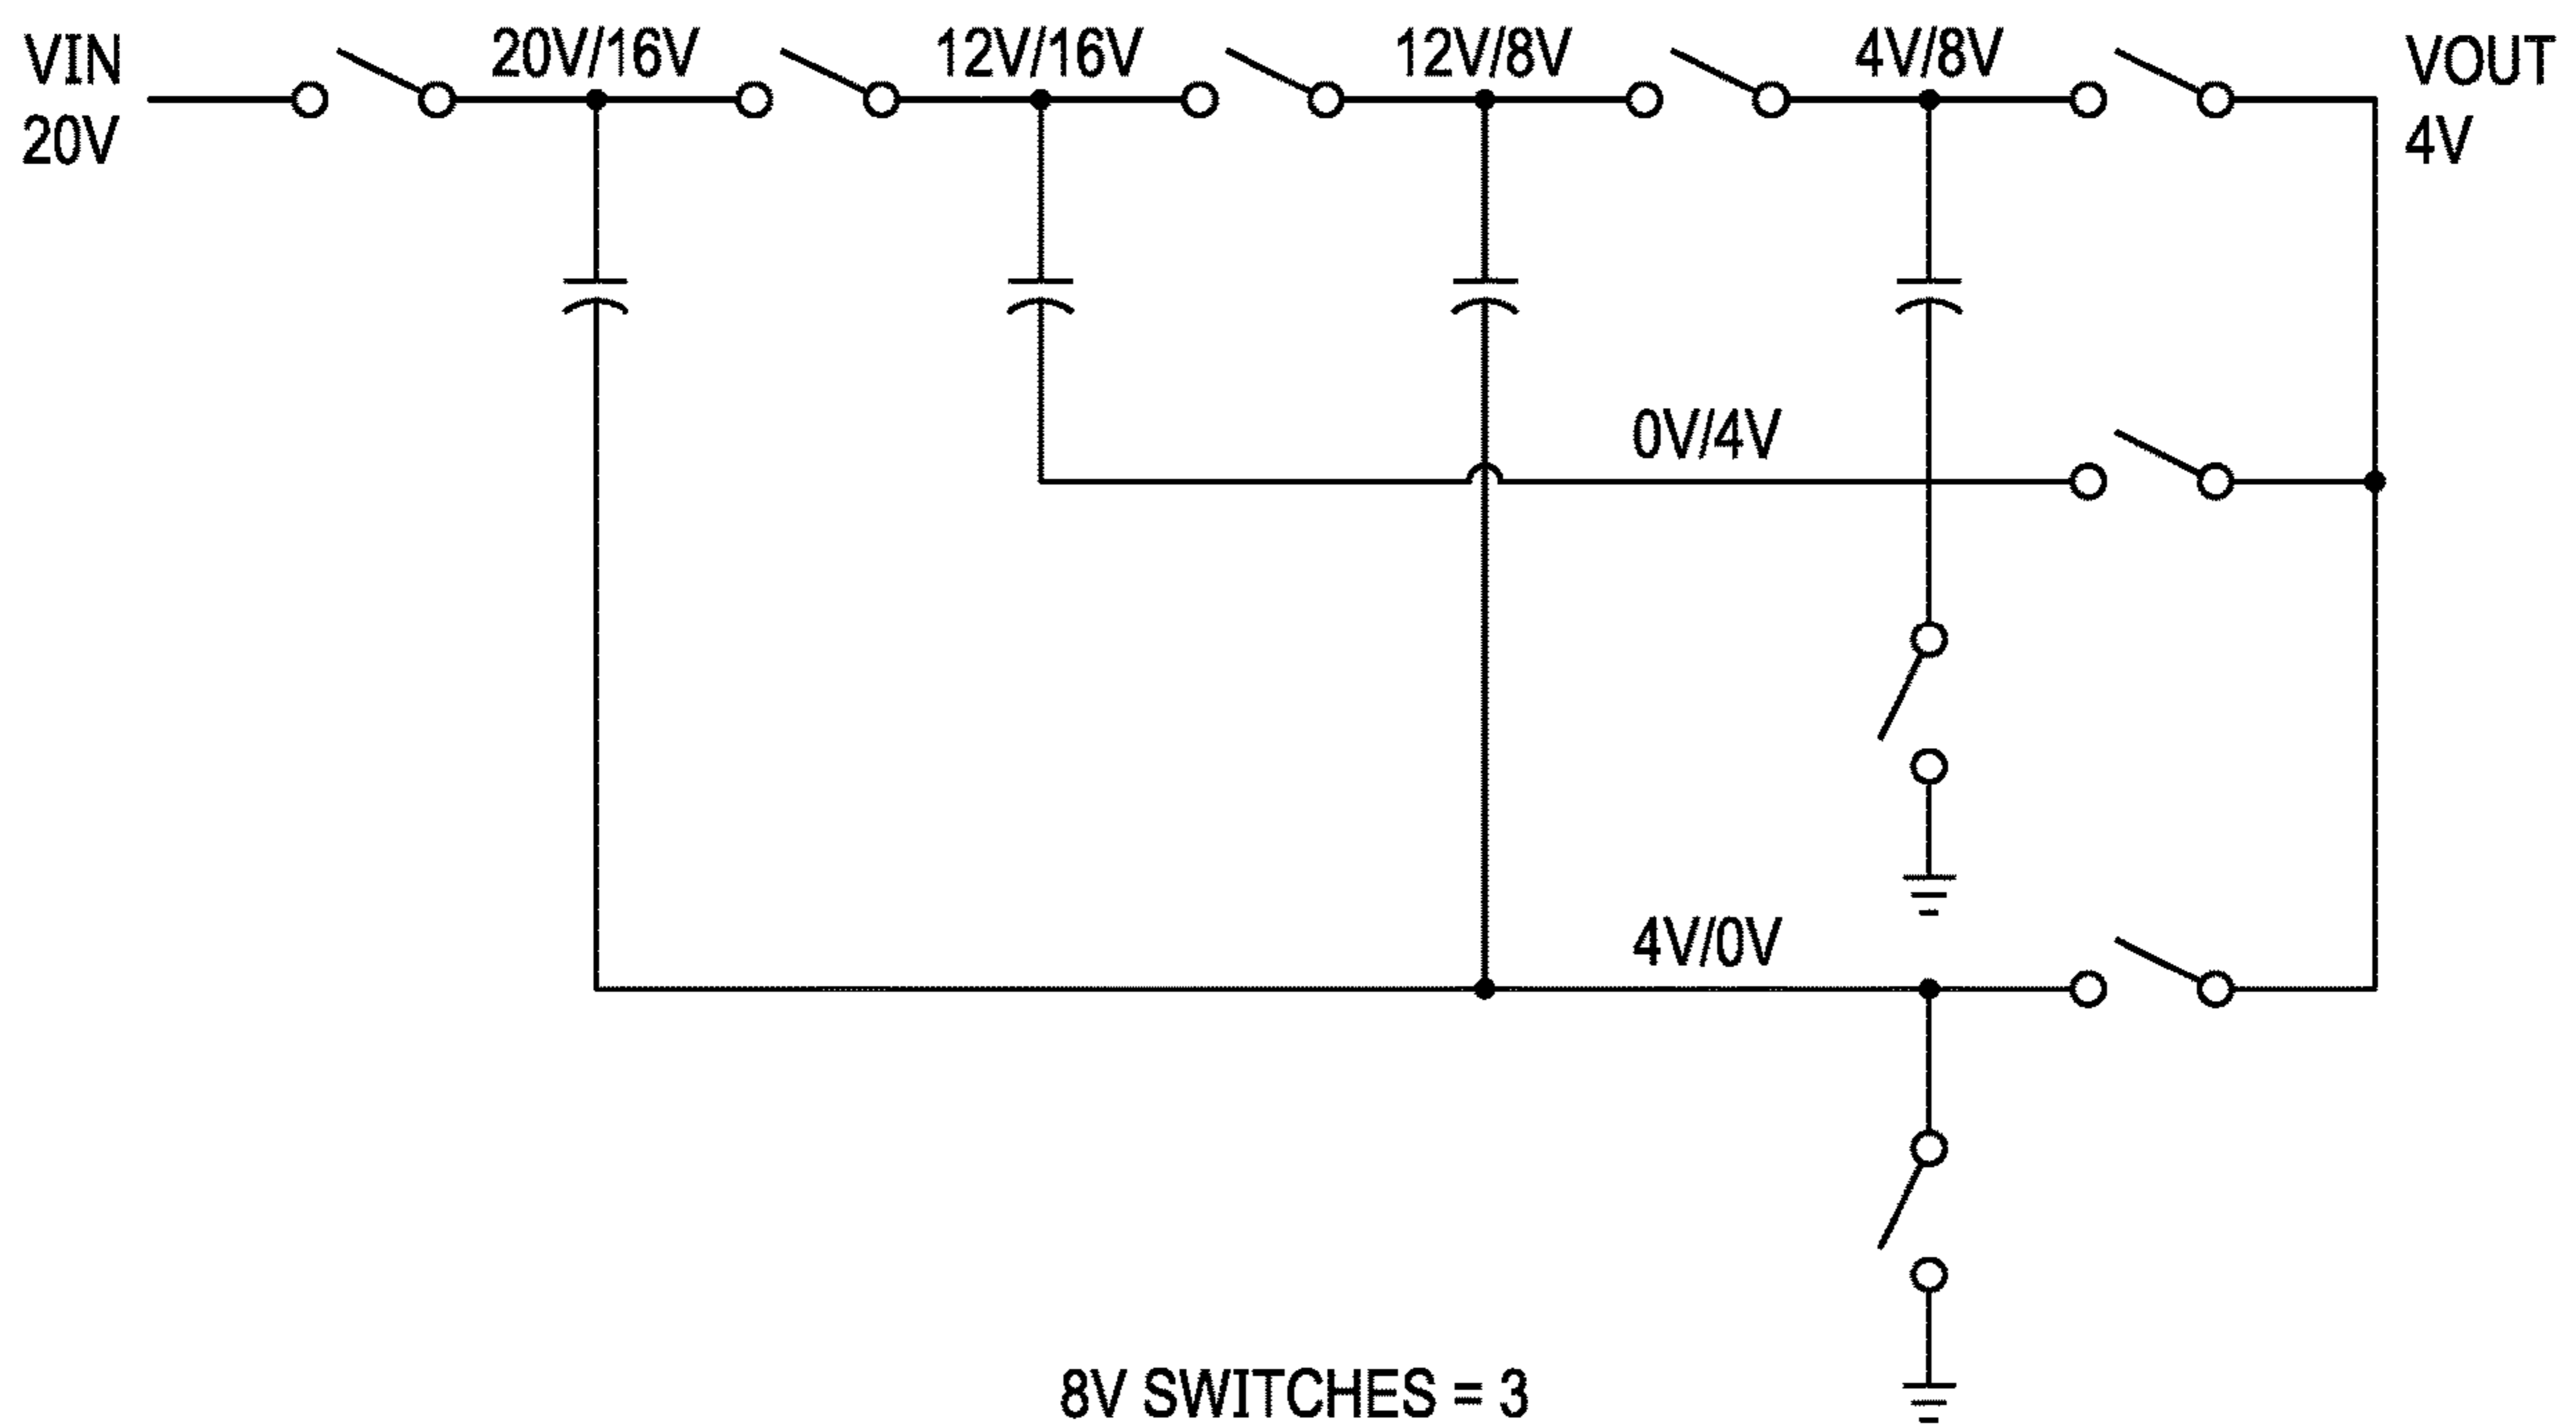 VIN
20V
20V/16V
12V/16V
12V/8V
4V/8V
VOUT
4V
0V/4V
4V/0V
8V SWITCHES = 3